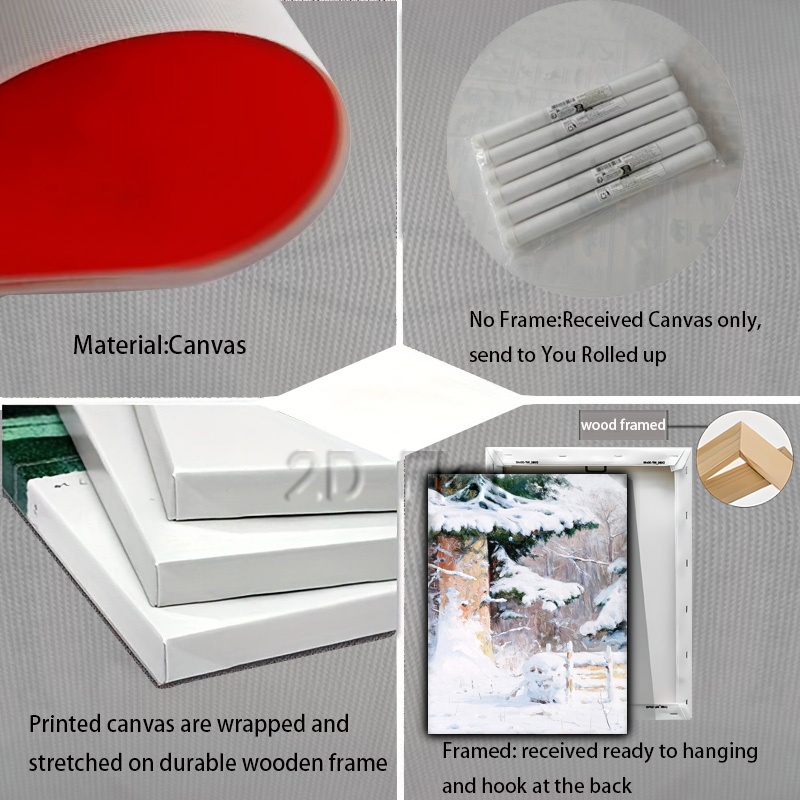 Material:Canvas
No Frame:Received Canvas only,
send to You Rolled up
2D
wood framed
Printed canvas are wrapped and
stretched on durable wooden frame
Framed: received ready to hanging
and hook at the back